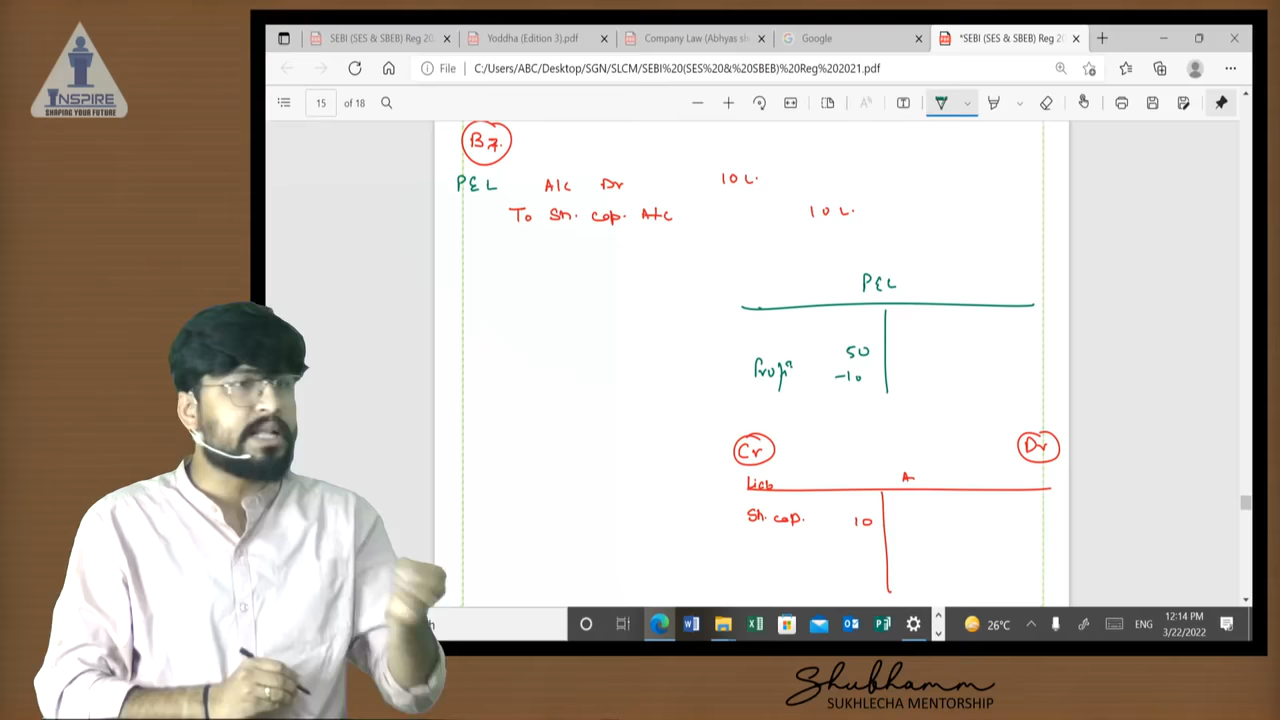 INSPIRE
SHAPING YOUR FUTURE
SEBI (SES & SBEB) Reg 20
Yoddha (Edition 3).pdf
Company Law (Abhyas sh
Google
*SEBI (SES & SBEB) Reg 2
File
C:/Users/ABC/Desktop/SGN/SLCM/SEBI%20(SES%20&%20SBEB)%20Reg%202021.pdf
15 of 18
B7.
P&L A/c Dr 10 L.
To Sh. cap. A/c 10 L.
P&L
50
-10
Cr Dr
Liab A
Sh. cap. 10
26°C
ENG
12:14 PM
3/22/2022
Shubhamm
SUKHLECHA MENTORSHIP